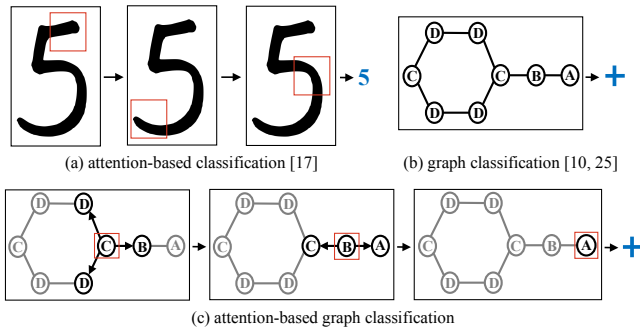 5 5 5 5
(a) attention-based classification [17]
D D
C C B A
D D
+
(b) graph classification [10, 25]
D D
C C B A
D D
D D
C C B A
D D
D D
C C B A
D D
+
(c) attention-based graph classification